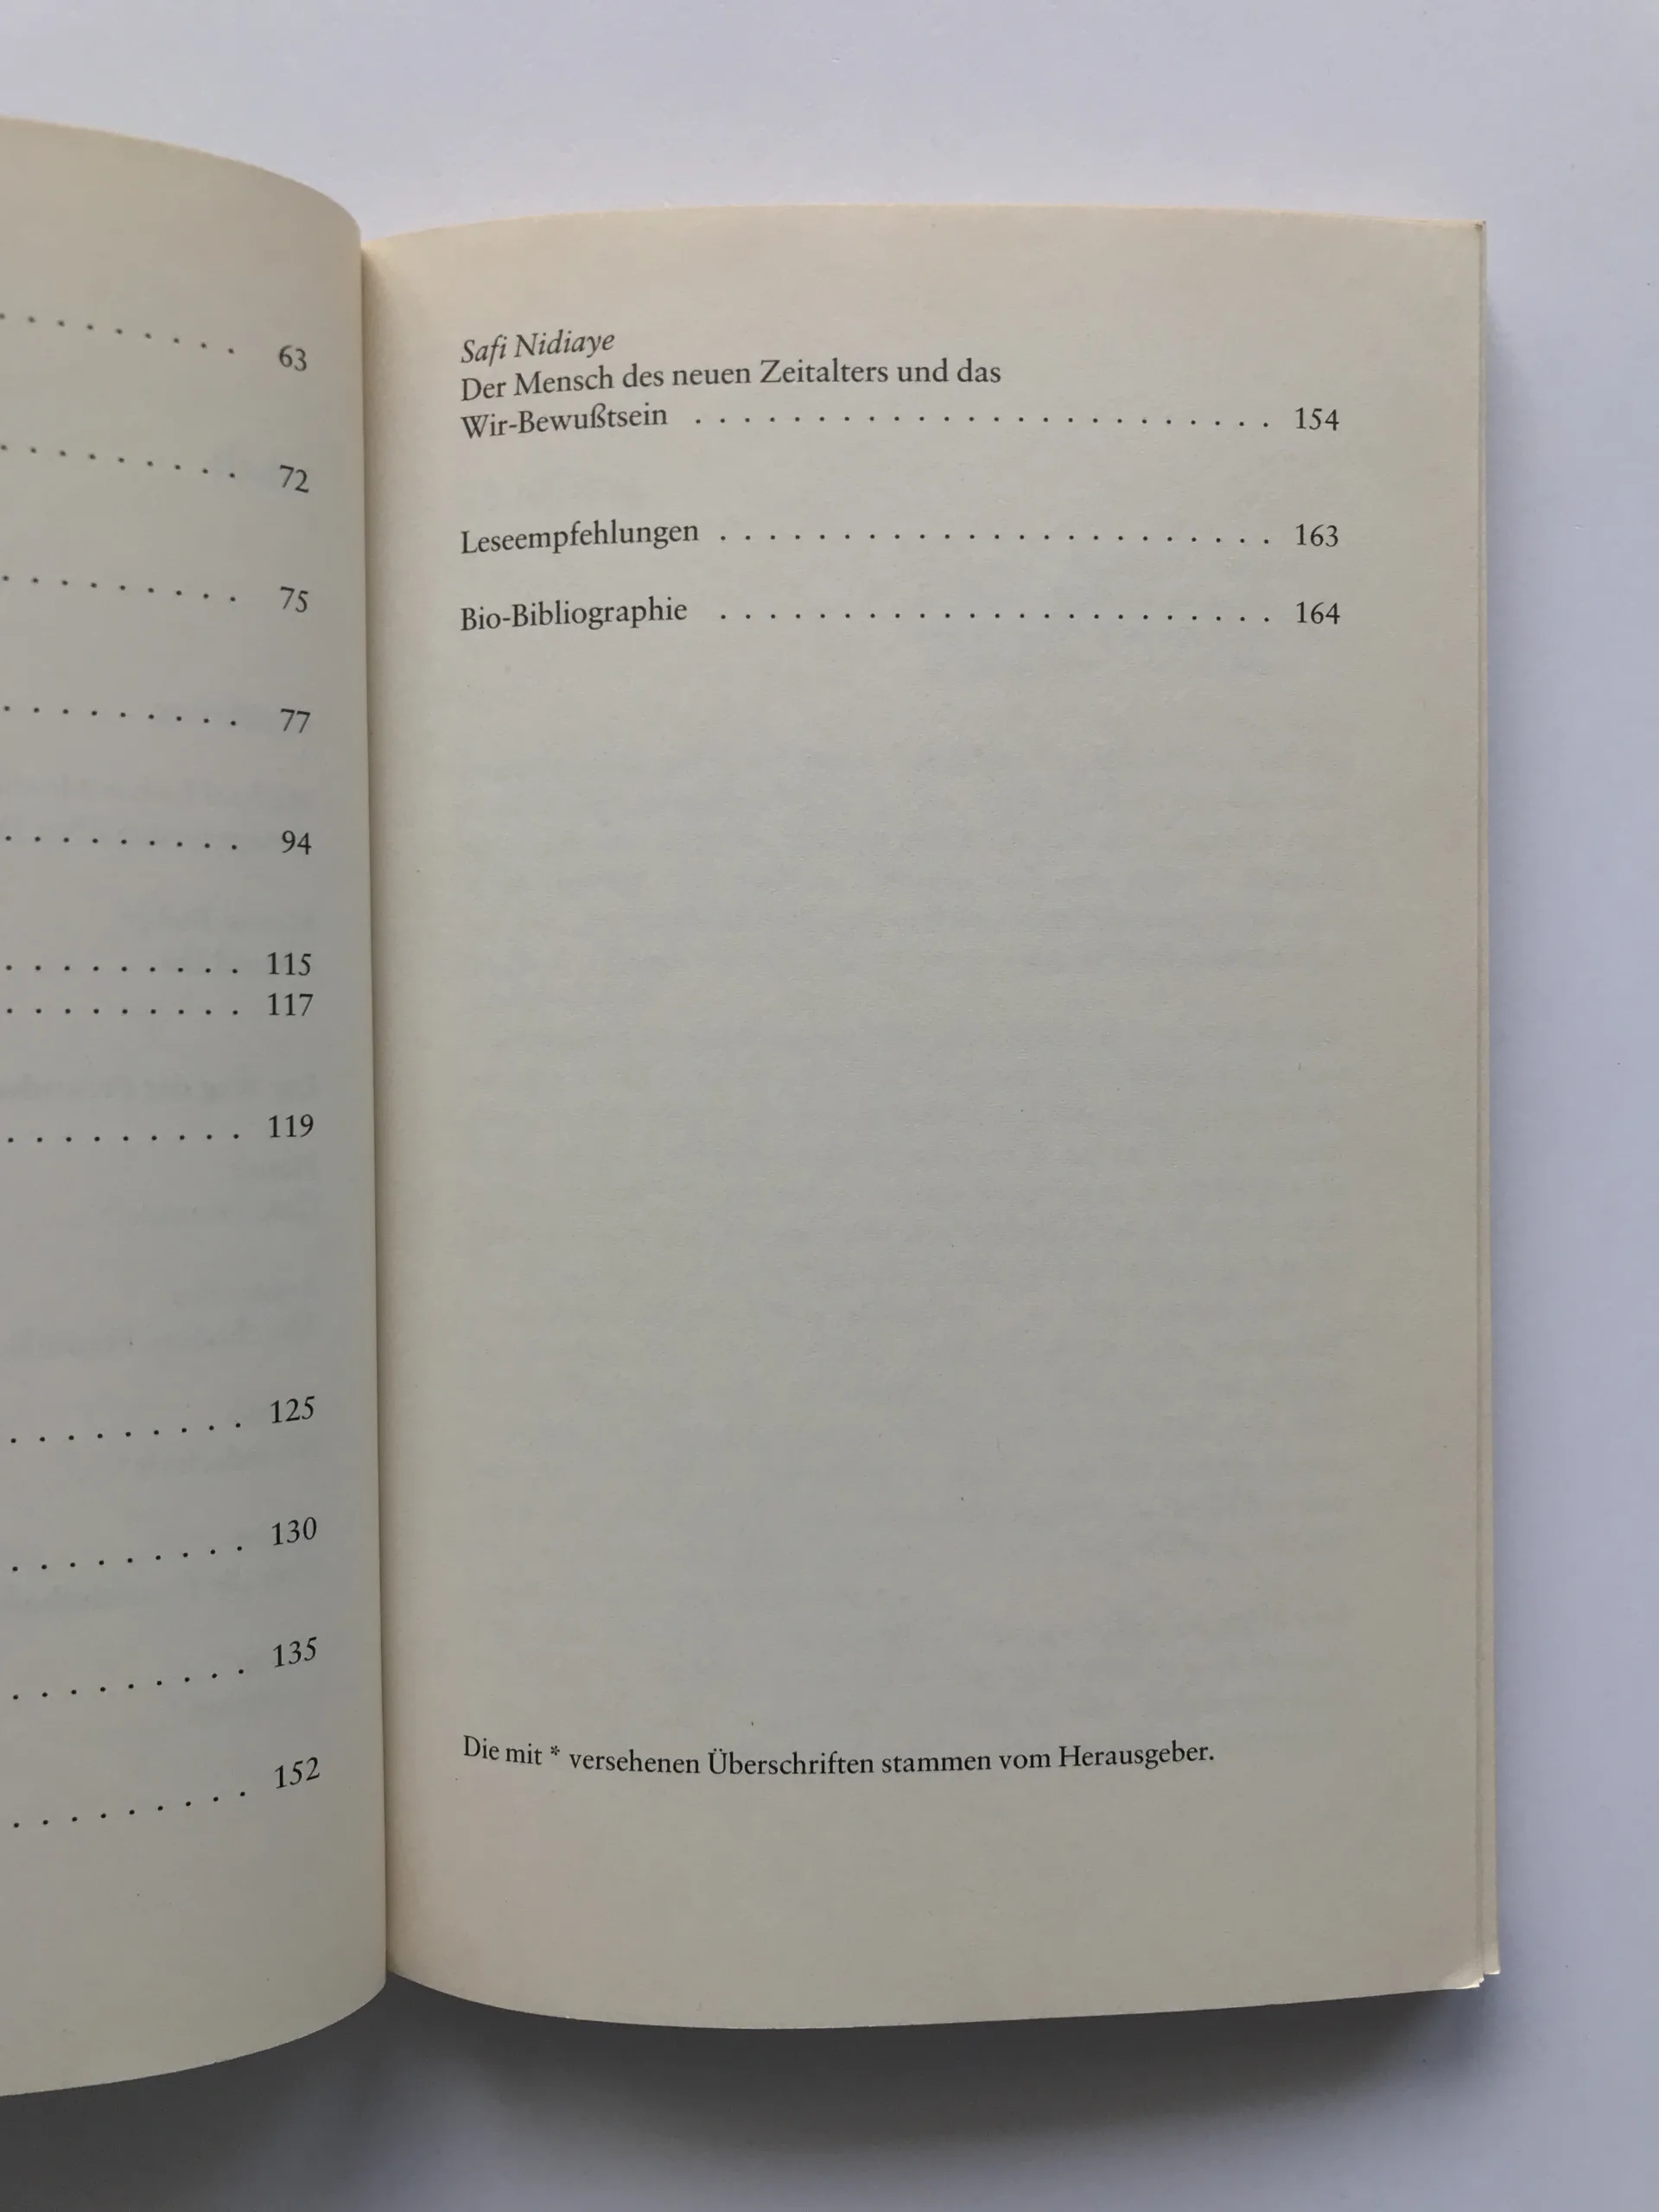 . . . . . . . . . 63
. . . . . . . . . 72
. . . . . . . . . 75
. . . . . . . . . 77
. . . . . . . . . 94
. . . . . . . . . 115
. . . . . . . . . 117
. . . . . . . . . 119
. . . . . . . . . 125
. . . . . . . . . 130
. . . . . . . . . 135
. . . . . . . . . 152
Safi Nidiaye
Der Mensch des neuen Zeitalters und das
Wir-Bewußtsein . . . . . . . . . . . . . . . . . . . . . . . . 154
Leseempfehlungen . . . . . . . . . . . . . . . . . . . . . . . 163
Bio-Bibliographie . . . . . . . . . . . . . . . . . . . . . . . 164
Die mit * versehenen Überschriften stammen vom Herausgeber.